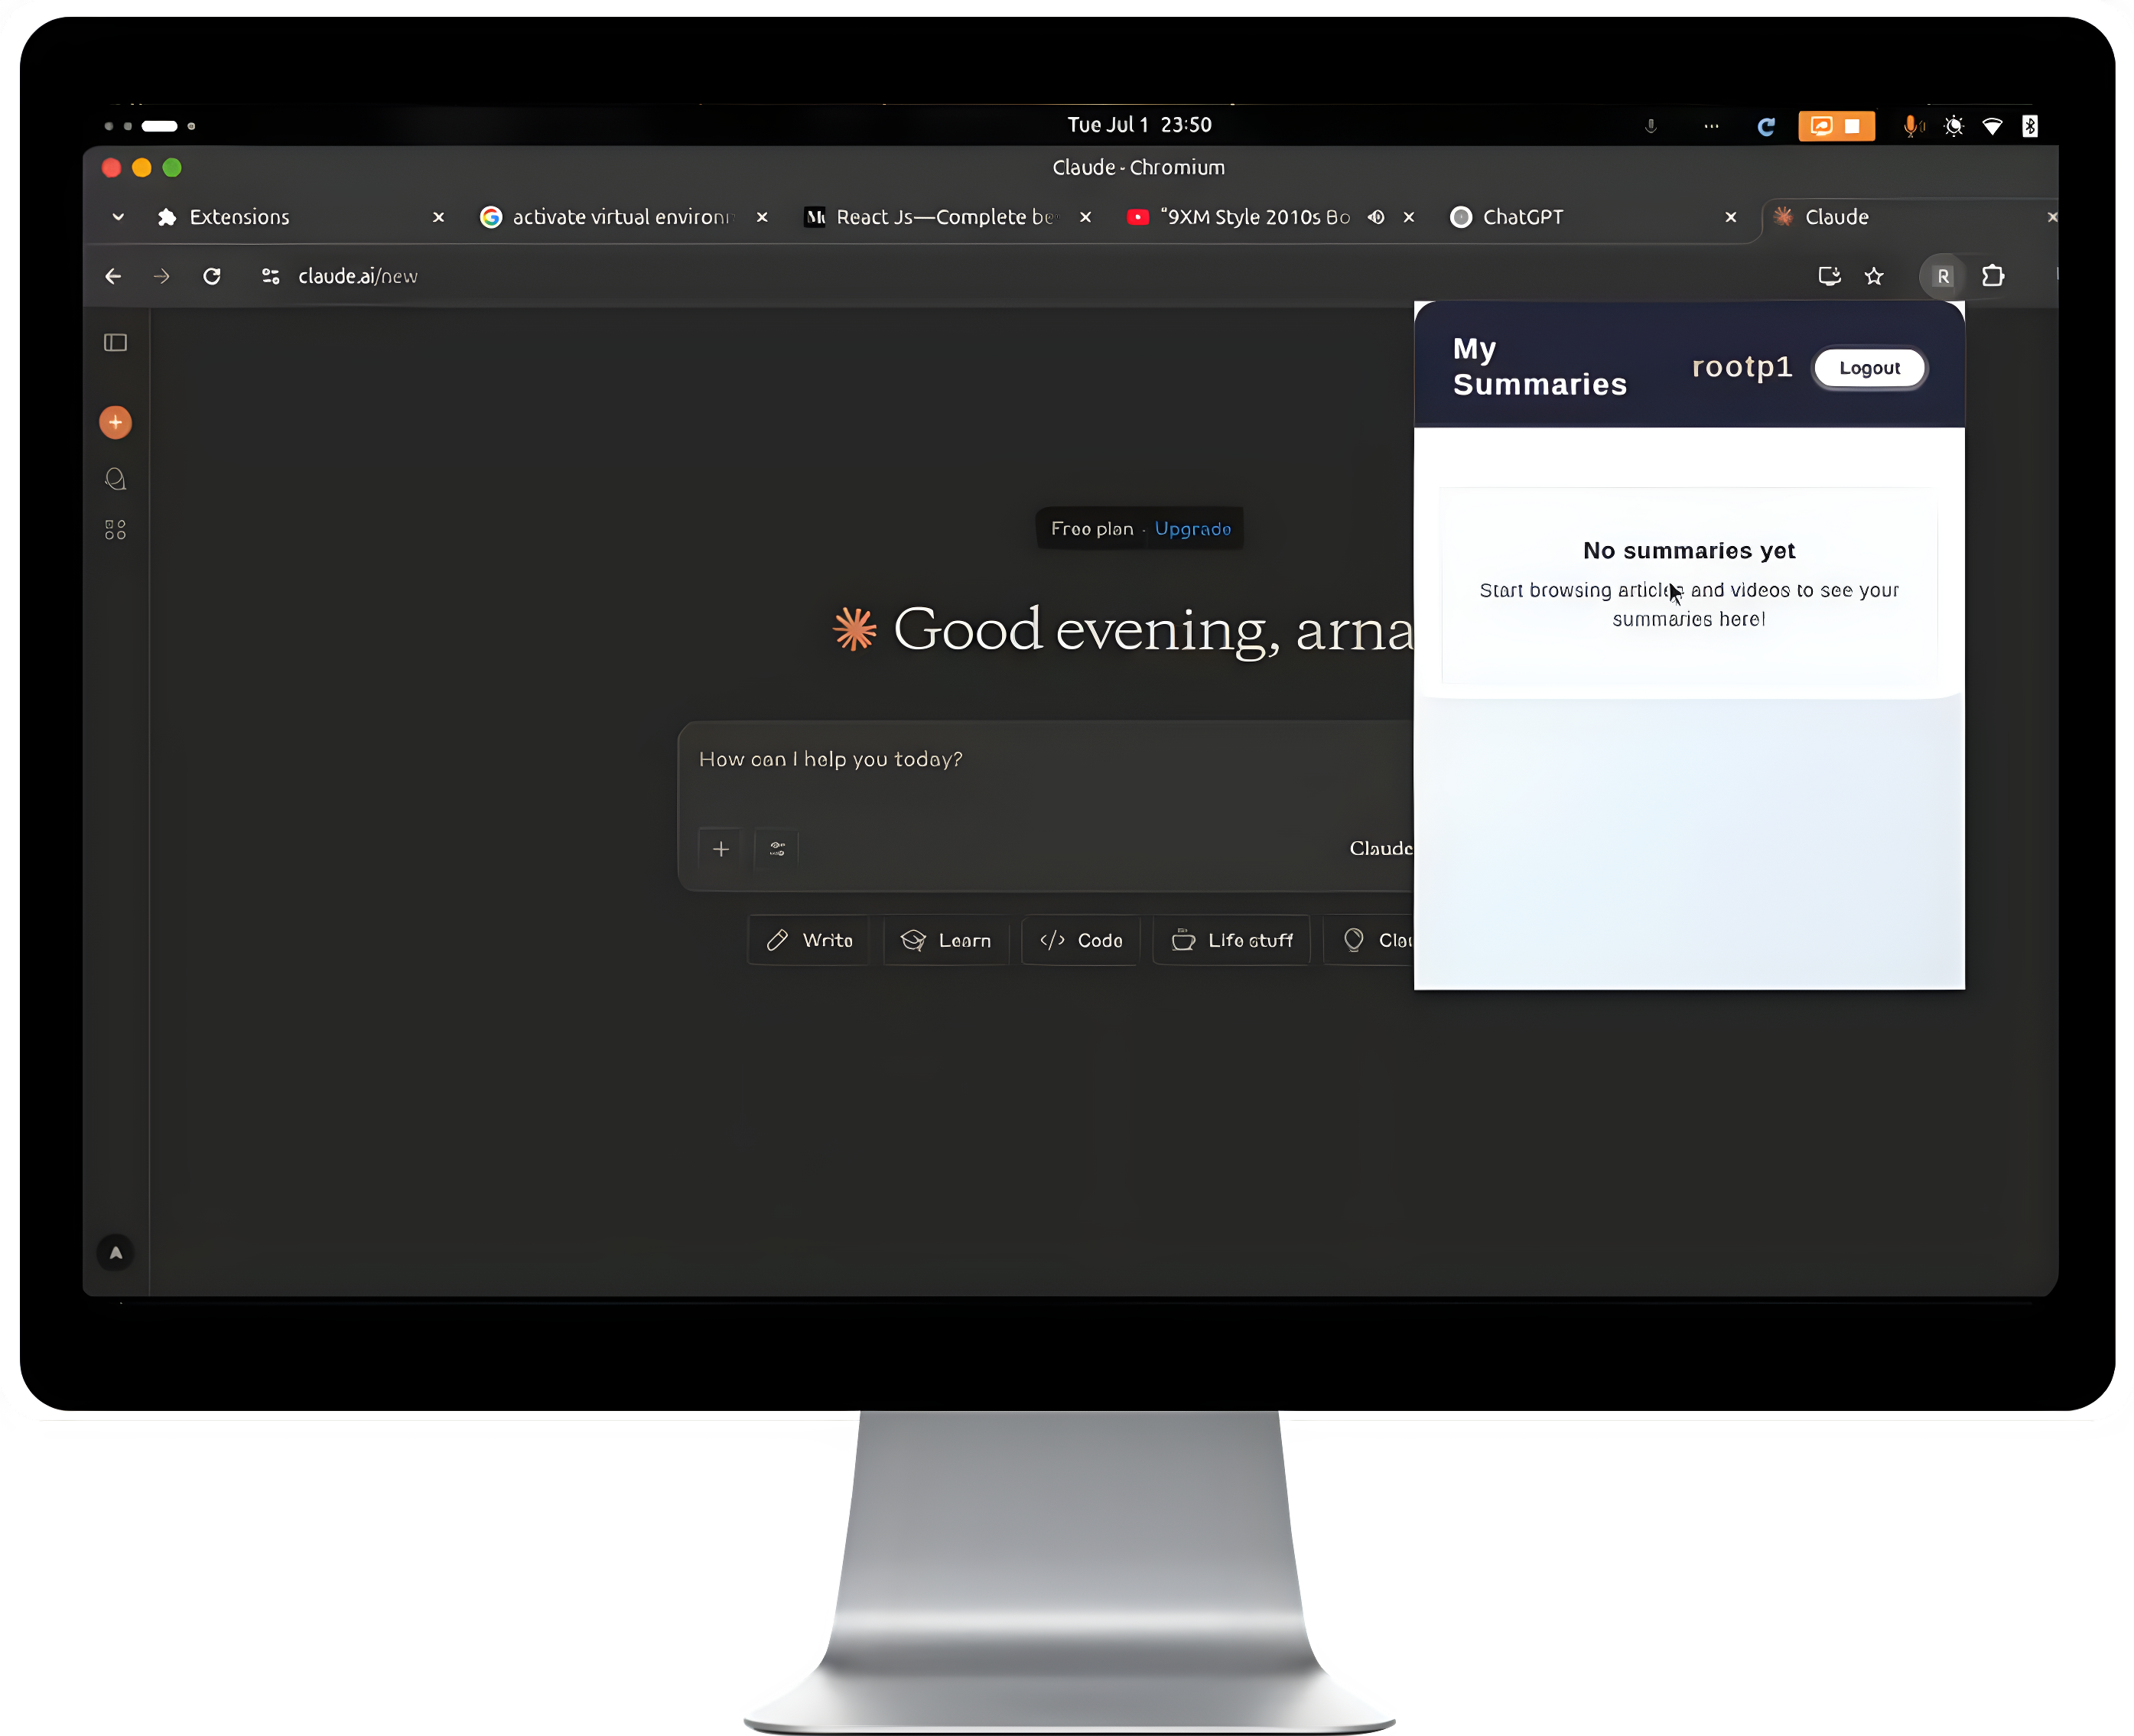 Tue Jul 1 23:50
Claude - Chromium
Extensions
activate virtual environ
React Js—Complete be
"9XM Style 2010s Bo
ChatGPT
Claude
claude.ai/new
R
My
Summaries
rootp1
Logout
No summaries yet
Start browsing articles and videos to see your
summaries here!
Free plan · Upgrade
Good evening, arna
How can I help you today?
Claude
Write
Learn
Code
Life stuff
Cla
A